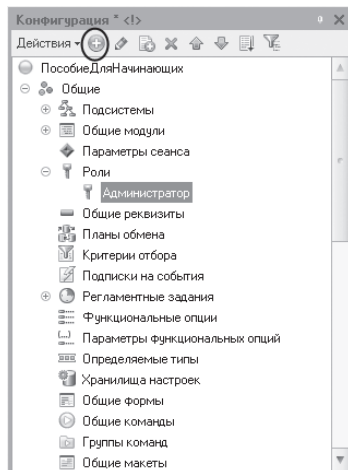 Конфигурация * <!>
Действия
ПособиеДляНачинающих
Общие
Подсистемы
Общие модули
Параметры сеанса
Роли
Администратор
Общие реквизиты
Планы обмена
Критерии отбора
Подписки на события
Регламентные задания
Функциональные опции
Параметры функциональных опций
Определяемые типы
Хранилища настроек
Общие формы
Общие команды
Группы команд
Общие макеты